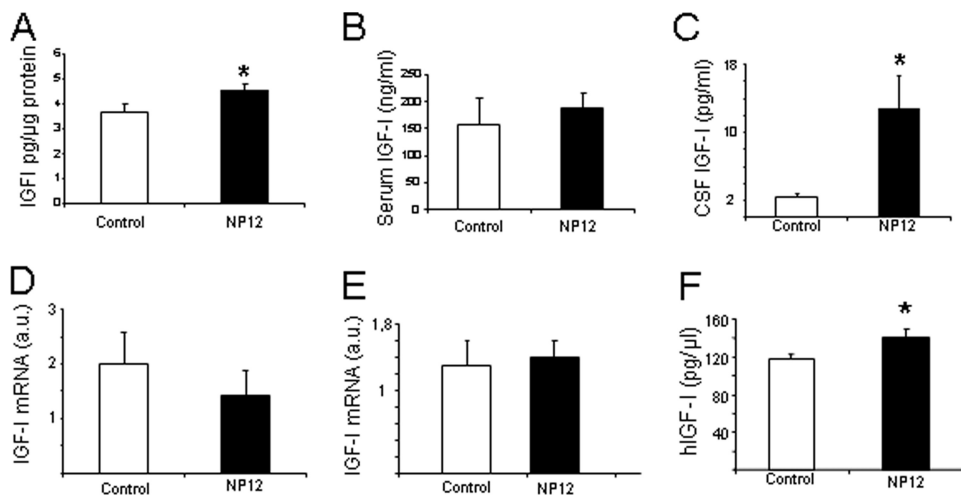 A
IGFI pg/µg protein
6
5
4
3
2
1
0
*
Control
NP12
B
Serum IGF-I (ng/ml)
250
200
150
100
50
0
Control
NP12
C
CSF IGF-I (pg/ml)
18
10
2
*
Control
NP12
D
IGF-I mRNA (a.u.)
3
2
1
Control
NP12
E
IGF-I mRNA (a.u.)
1,8
1
Control
NP12
F
hIGF-I (pg/µl)
160
120
80
40
*
Control
NP12